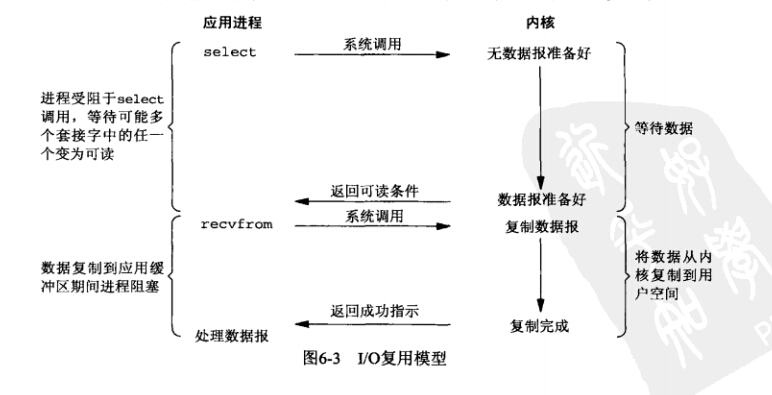 应用进程
内核
select
系统调用
无数据报准备好
进程受阻于select
调用，等待可能多
个套接字中的任一
个变为可读
等待数据
返回可读条件
数据报准备好
recvfrom
系统调用
复制数据报
数据复制到应用缓
冲区期间进程阻塞
将数据从内
核复制到用
户空间
返回成功指示
处理数据报
复制完成
图6-3 I/O复用模型